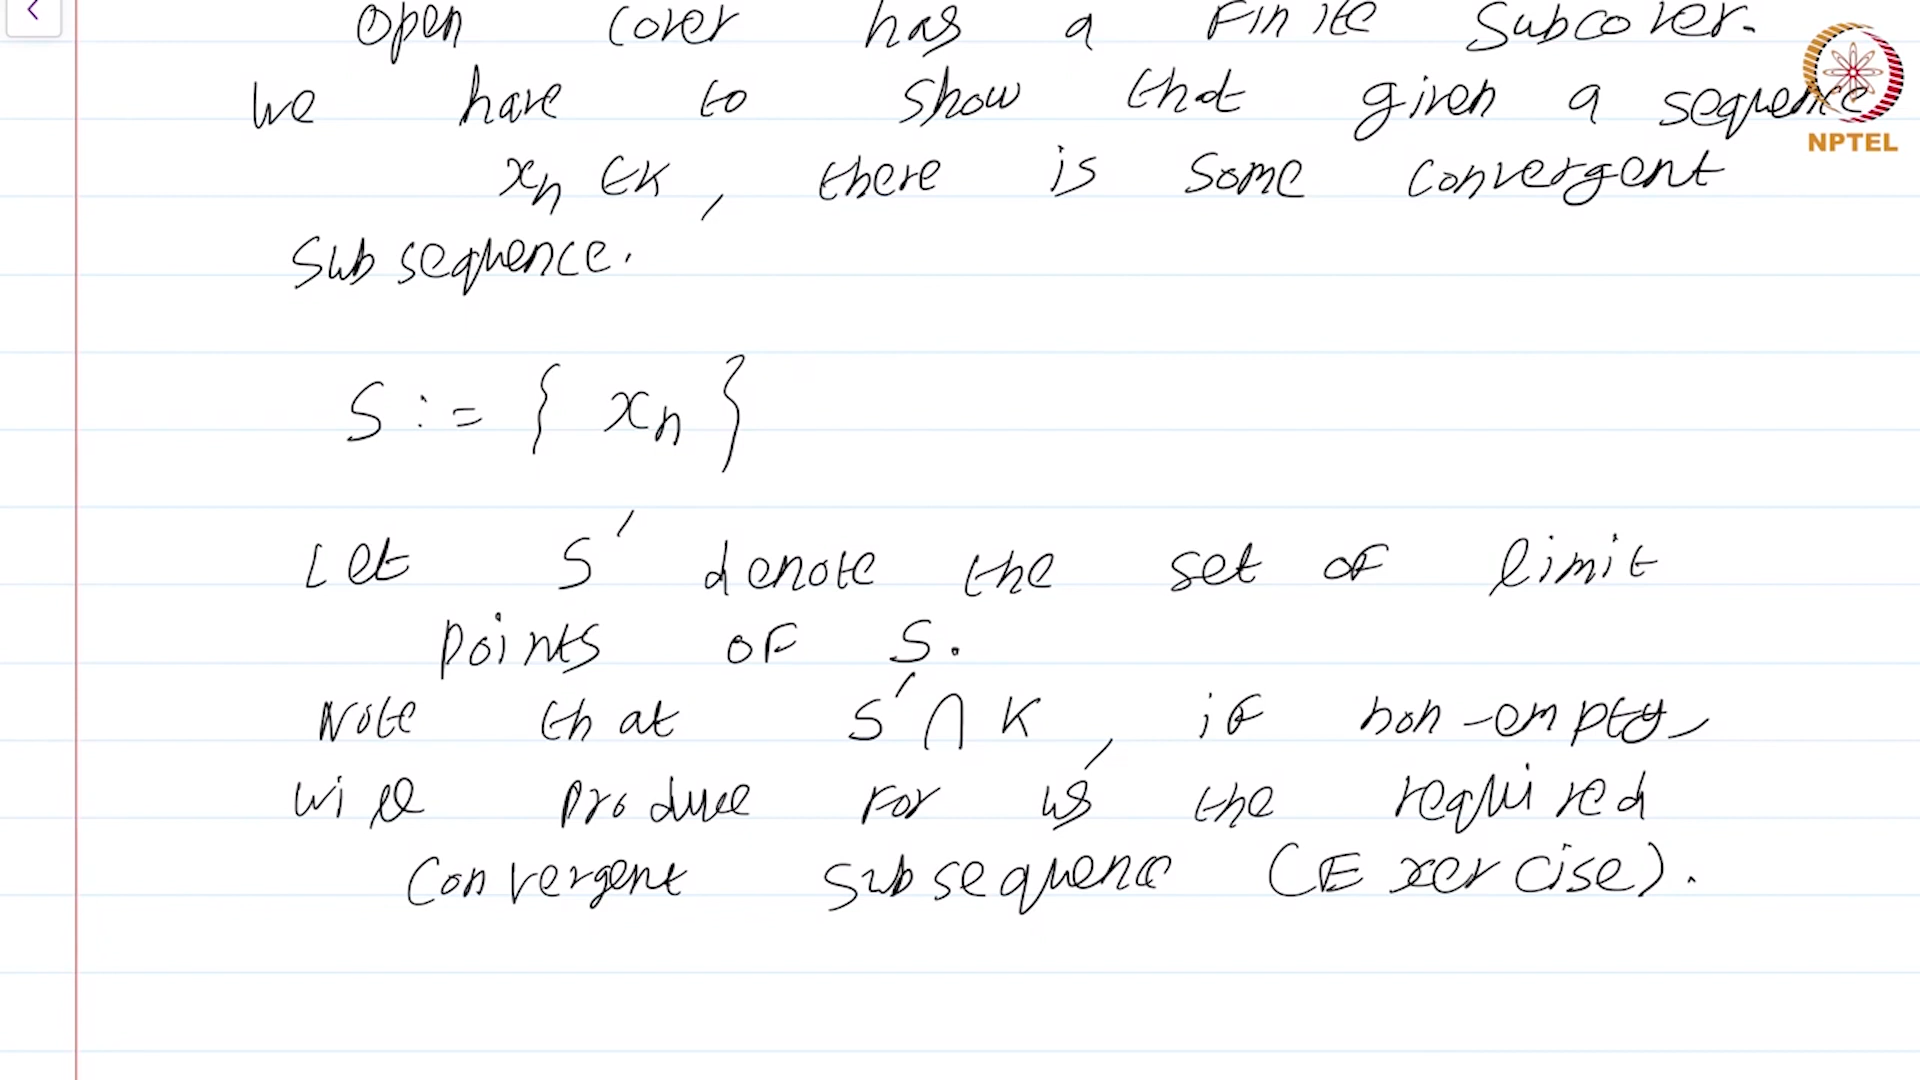 open cover has a finite subcover.
We have to show that given a sequence
xn ∈ K, there is some convergent
subsequence.
S := { xn }
Let S' denote the set of limit
points of S.
Note that S' ∩ K, if non-empty,
will produce for us the required
convergent subsequence (Exercise).
NPTEL